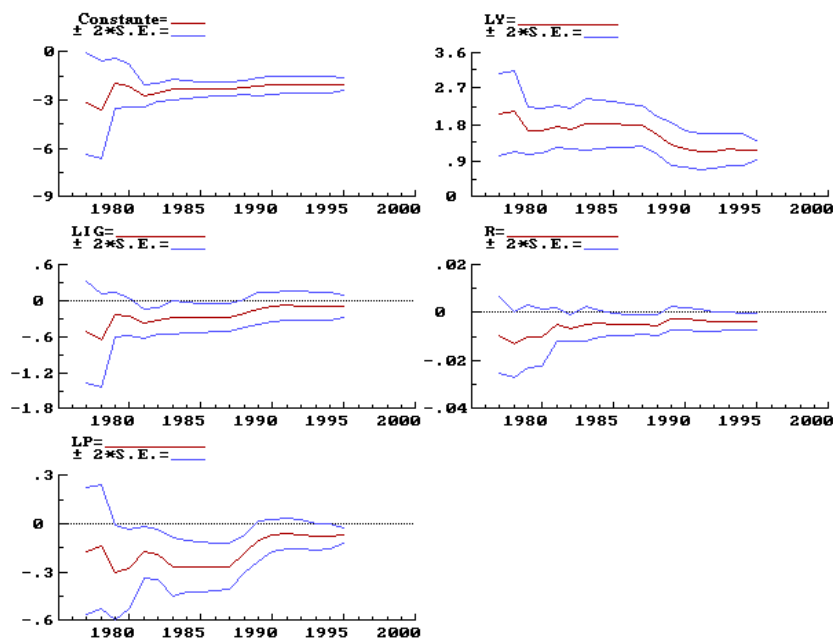 Constante=
± 2*S.E.=
0
-3
-6
-9
1980 1985 1990 1995 2000
LY=
± 2*S.E.=
3.6
2.7
1.8
.9
0
1980 1985 1990 1995 2000
LIG=
± 2*S.E.=
.6
0
-.6
-1.2
-1.8
1980 1985 1990 1995 2000
R=
± 2*S.E.=
.02
0
-.02
-.04
1980 1985 1990 1995 2000
LP=
± 2*S.E.=
.3
0
-.3
-.6
1980 1985 1990 1995 2000